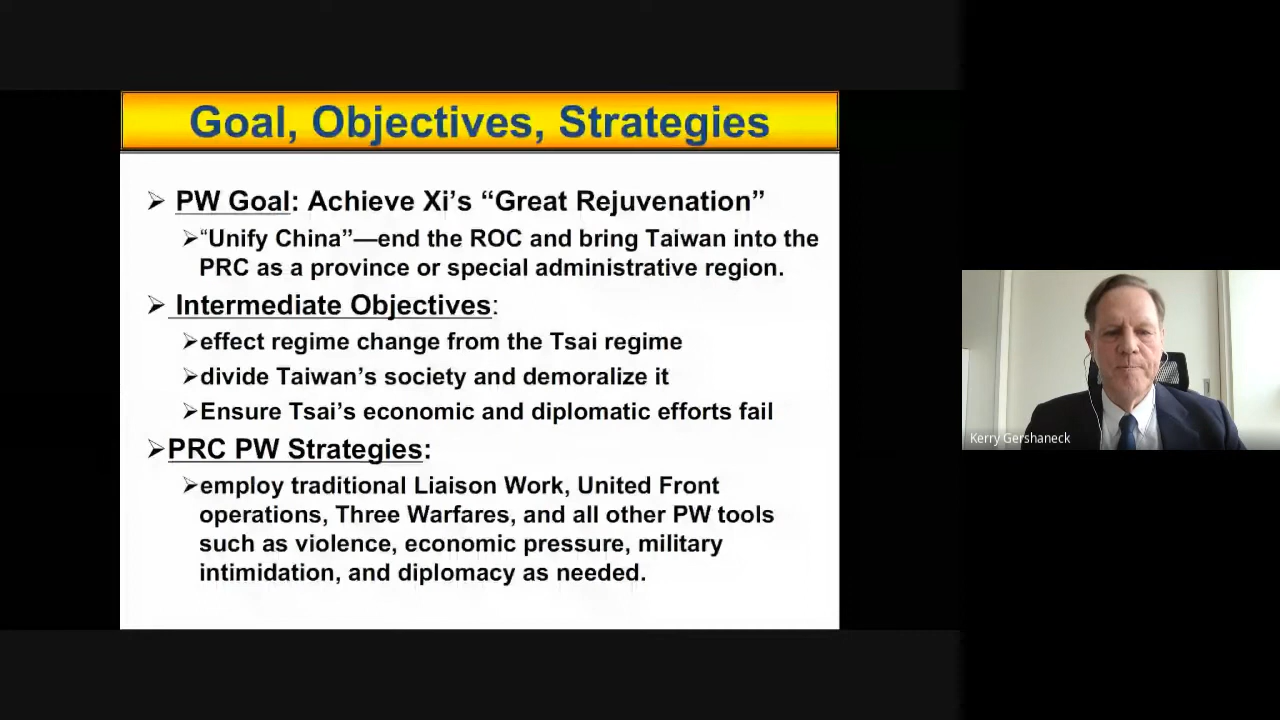 Goal, Objectives, Strategies
➢ PW Goal: Achieve Xi’s “Great Rejuvenation”
➢“Unify China”—end the ROC and bring Taiwan into the
PRC as a province or special administrative region.
➢ Intermediate Objectives:
➢effect regime change from the Tsai regime
➢divide Taiwan’s society and demoralize it
➢Ensure Tsai’s economic and diplomatic efforts fail
➢PRC PW Strategies:
➢employ traditional Liaison Work, United Front
operations, Three Warfares, and all other PW tools
such as violence, economic pressure, military
intimidation, and diplomacy as needed.
Kerry Gershaneck